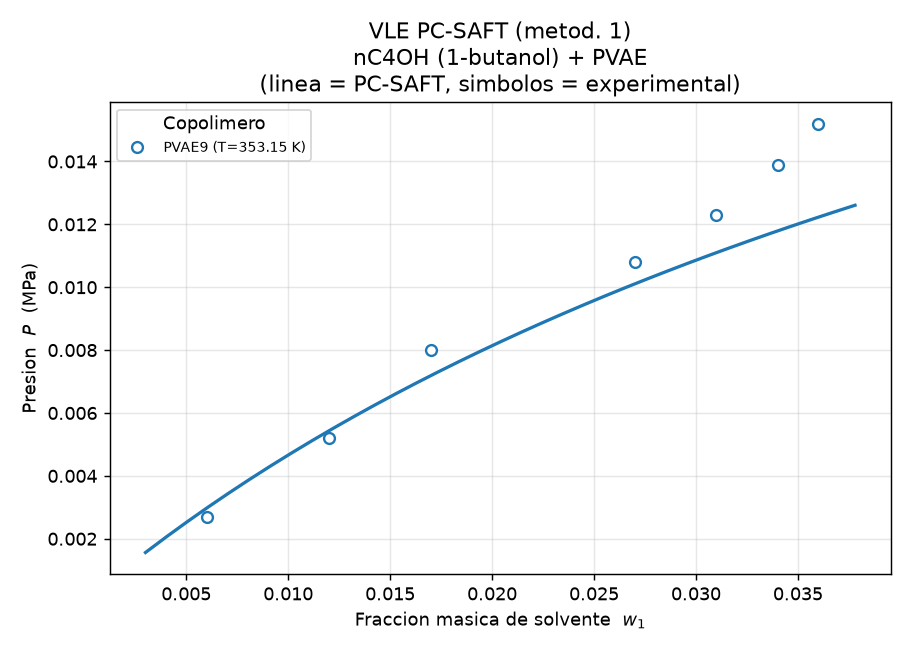 VLE PC-SAFT (metod. 1)
nC4OH (1-butanol) + PVAE
(linea = PC-SAFT, simbolos = experimental)
Copolimero
PVAE9 (T=353.15 K)
Presion P (MPa)
0.014
0.012
0.010
0.008
0.006
0.004
0.002
0.005 0.010 0.015 0.020 0.025 0.030 0.035
Fraccion masica de solvente w₁